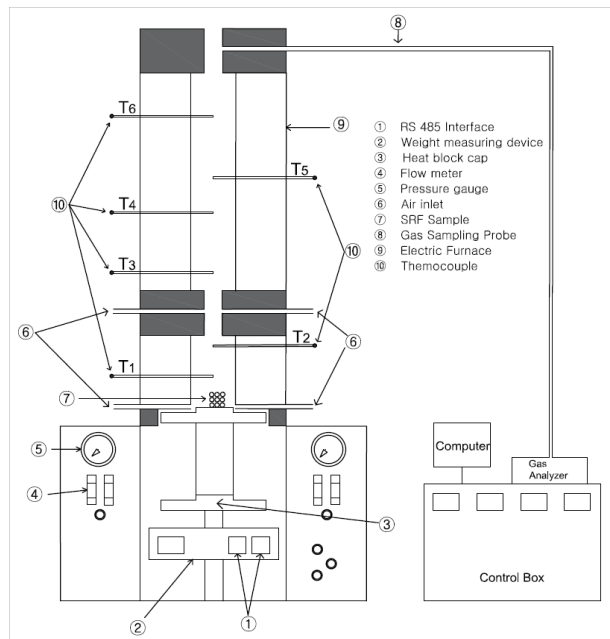 ⑧
T6
⑨
T5
⑩
T4
⑩
T3
⑥
T2
⑥
T1
⑦
⑤
④
③
②
①
① RS 485 Interface
② Weight measuring device
③ Heat block cap
④ Flow meter
⑤ Pressure gauge
⑥ Air inlet
⑦ SRF Sample
⑧ Gas Sampling Probe
⑨ Electric Furnace
⑩ Themocouple
Computer
Gas
Analyzer
Control Box